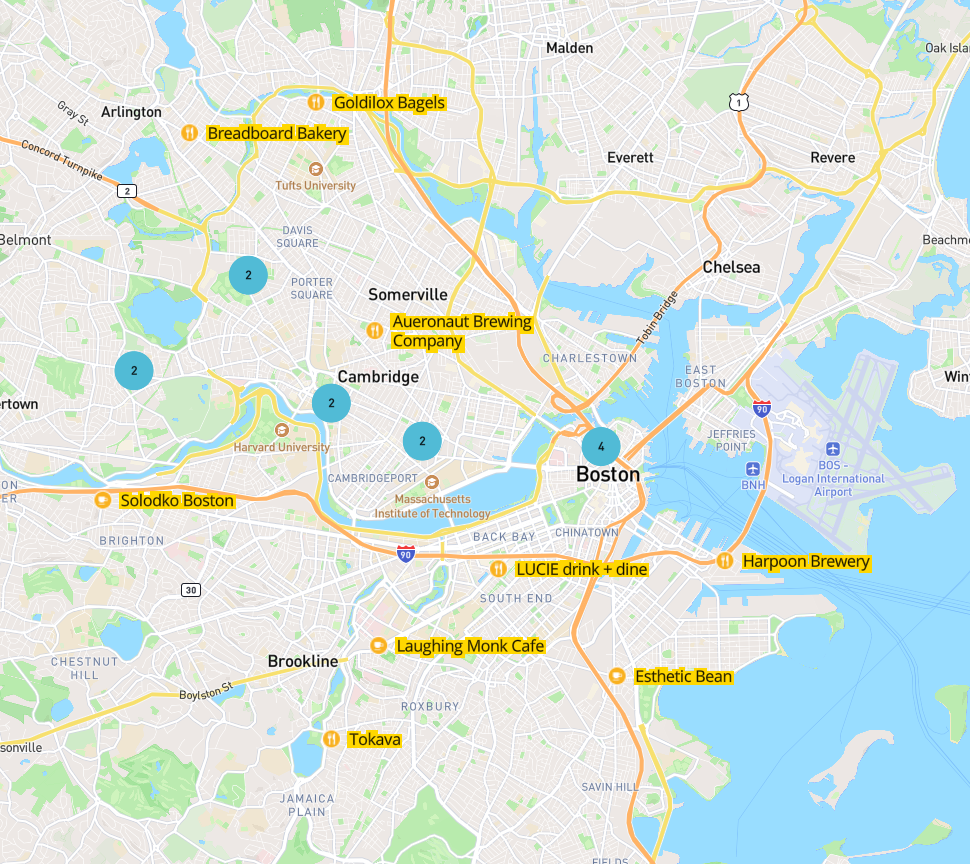 Malden
Oak Islan
1
Goldilox Bagels
Gray St
Arlington
Breadboard Bakery
Concord Turnpike
Everett
Revere
Tufts University
2
DAVIS
SQUARE
Belmont
Beachmo
Chelsea
2
PORTER
SQUARE
Somerville
Tobin Bridge
Aueronaut Brewing
Company
CHARLESTOWN
2
Cambridge
EAST
BOSTON
Win
2
ertown
90
Harvard University
2
4
JEFFRIES
POINT
BOS –
Logan International
Airport
BNH
Boston
CAMBRIDGEPORT
ON
ER
Solodko Boston
Massachusetts
Institute of Technology
BRIGHTON
BACK BAY
CHINATOWN
90
LUCIE drink + dine
Harpoon Brewery
30
SOUTH END
Laughing Monk Cafe
CHESTNUT
HILL
Brookline
Esthetic Bean
Boylston St
ROXBURY
sonville
Tokava
JAMAICA
PLAIN
SAVIN HILL
FIELDS